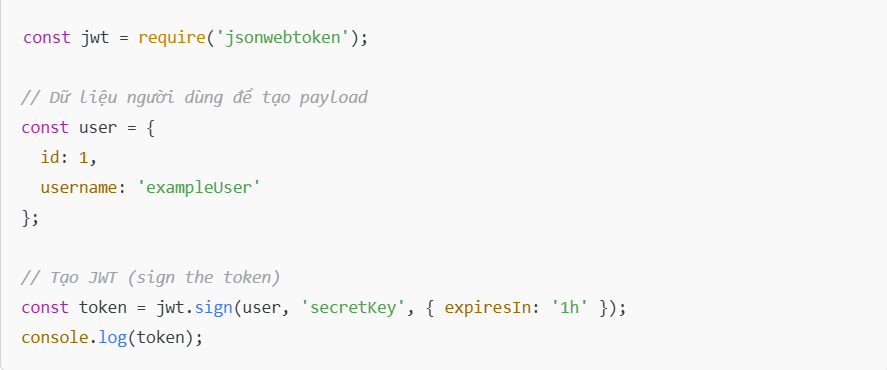 const jwt = require('jsonwebtoken');
// Dữ liệu người dùng để tạo payload
const user = {
  id: 1,
  username: 'exampleUser'
};
// Tạo JWT (sign the token)
const token = jwt.sign(user, 'secretKey', { expiresIn: '1h' });
console.log(token);